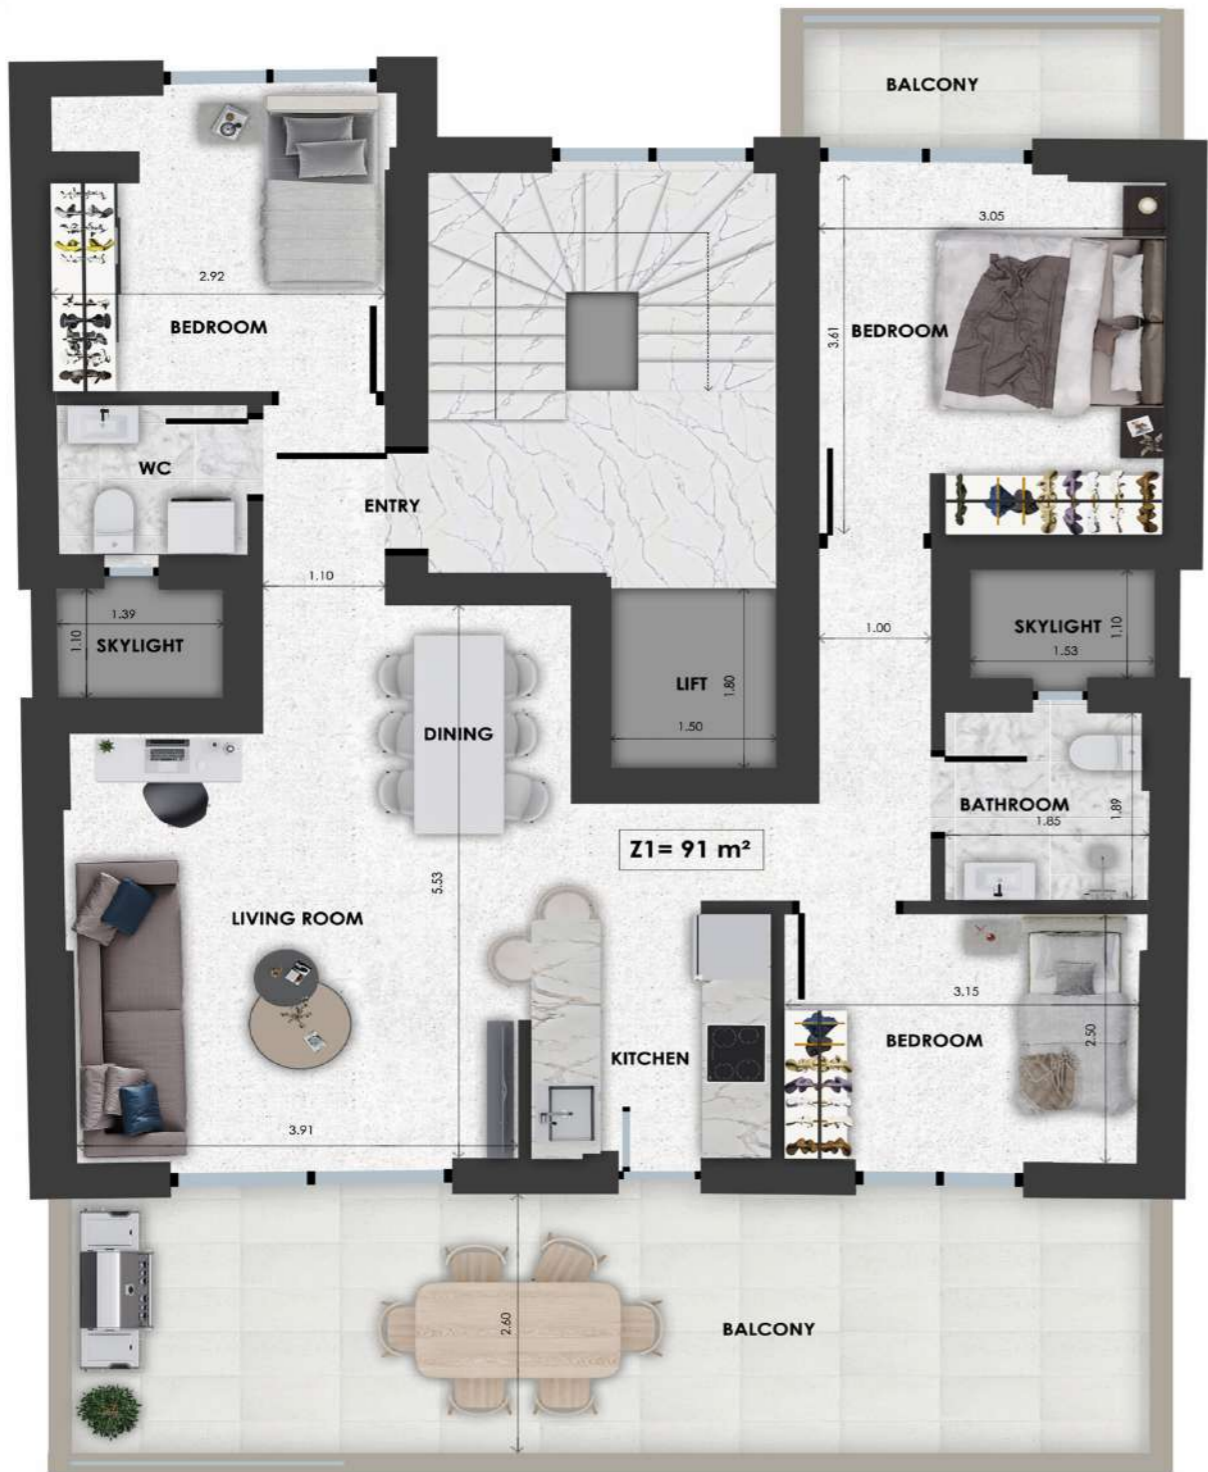 BALCONY
3.05
2.92
BEDROOM
3.61
BEDROOM
WC
ENTRY
1.10
1.39
1.10
SKYLIGHT
1.00
SKYLIGHT
1.10
1.53
LIFT
1.80
1.50
DINING
BATHROOM
1.85
1.89
Z1= 91 m²
5.53
LIVING ROOM
3.15
2.50
BEDROOM
KITCHEN
3.91
2.60
BALCONY